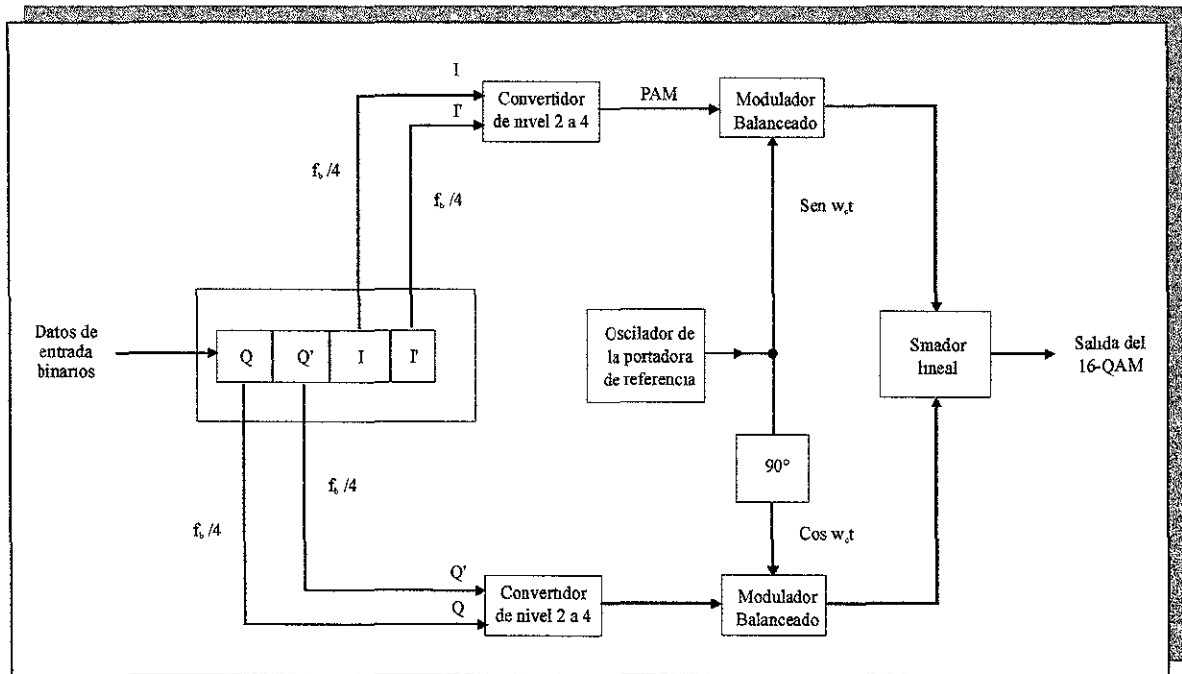 I
I'
Convertidor
de nivel 2 a 4
PAM
Modulador
Balanceado
f_b /4
f_b /4
Sen w_c t
Datos de
entrada
binarios
Q Q' I I'
Oscilador de
la portadora
de referencia
Smador
lineal
Salida del
16-QAM
90°
f_b /4
f_b /4
Cos w_c t
Q'
Q
Convertidor
de nivel 2 a 4
Modulador
Balanceado